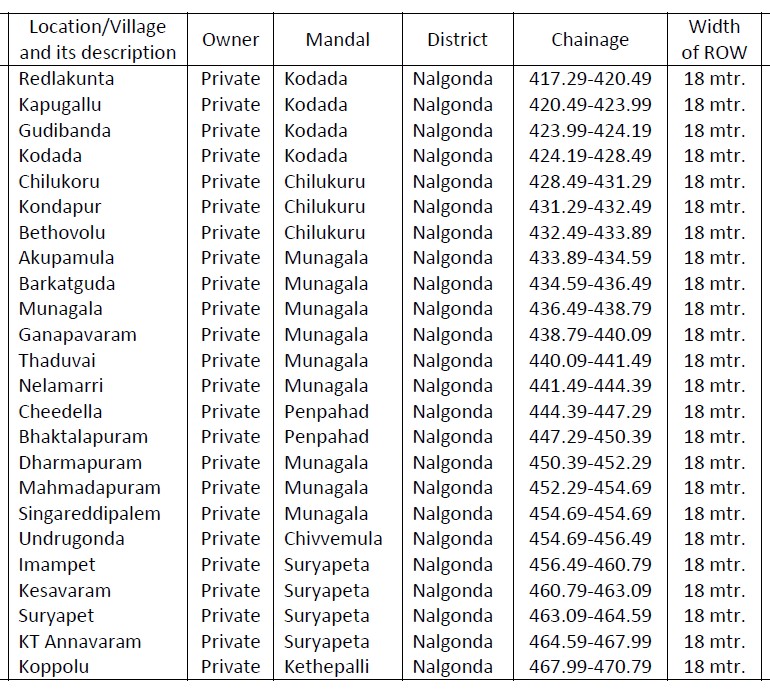 Location/Village and its description Owner Mandal District Chainage Width of ROW
Redlakunta Private Kodada Nalgonda 417.29-420.49 18 mtr.
Kapugallu Private Kodada Nalgonda 420.49-423.99 18 mtr.
Gudibanda Private Kodada Nalgonda 423.99-424.19 18 mtr.
Kodada Private Kodada Nalgonda 424.19-428.49 18 mtr.
Chilukoru Private Chilukuru Nalgonda 428.49-431.29 18 mtr.
Kondapur Private Chilukuru Nalgonda 431.29-432.49 18 mtr.
Bethovolu Private Chilukuru Nalgonda 432.49-433.89 18 mtr.
Akupamula Private Munagala Nalgonda 433.89-434.59 18 mtr.
Barkatguda Private Munagala Nalgonda 434.59-436.49 18 mtr.
Munagala Private Munagala Nalgonda 436.49-438.79 18 mtr.
Ganapavaram Private Munagala Nalgonda 438.79-440.09 18 mtr.
Thaduvai Private Munagala Nalgonda 440.09-441.49 18 mtr.
Nelamarri Private Munagala Nalgonda 441.49-444.39 18 mtr.
Cheedella Private Penpahad Nalgonda 444.39-447.29 18 mtr.
Bhaktalapuram Private Penpahad Nalgonda 447.29-450.39 18 mtr.
Dharmapuram Private Munagala Nalgonda 450.39-452.29 18 mtr.
Mahmadapuram Private Munagala Nalgonda 452.29-454.69 18 mtr.
Singareddipalem Private Munagala Nalgonda 454.69-454.69 18 mtr.
Undrugonda Private Chivvemula Nalgonda 454.69-456.49 18 mtr.
Imampet Private Suryapeta Nalgonda 456.49-460.79 18 mtr.
Kesavaram Private Suryapeta Nalgonda 460.79-463.09 18 mtr.
Suryapet Private Suryapeta Nalgonda 463.09-464.59 18 mtr.
KT Annavaram Private Suryapeta Nalgonda 464.59-467.99 18 mtr.
Koppolu Private Kethepalli Nalgonda 467.99-470.79 18 mtr.